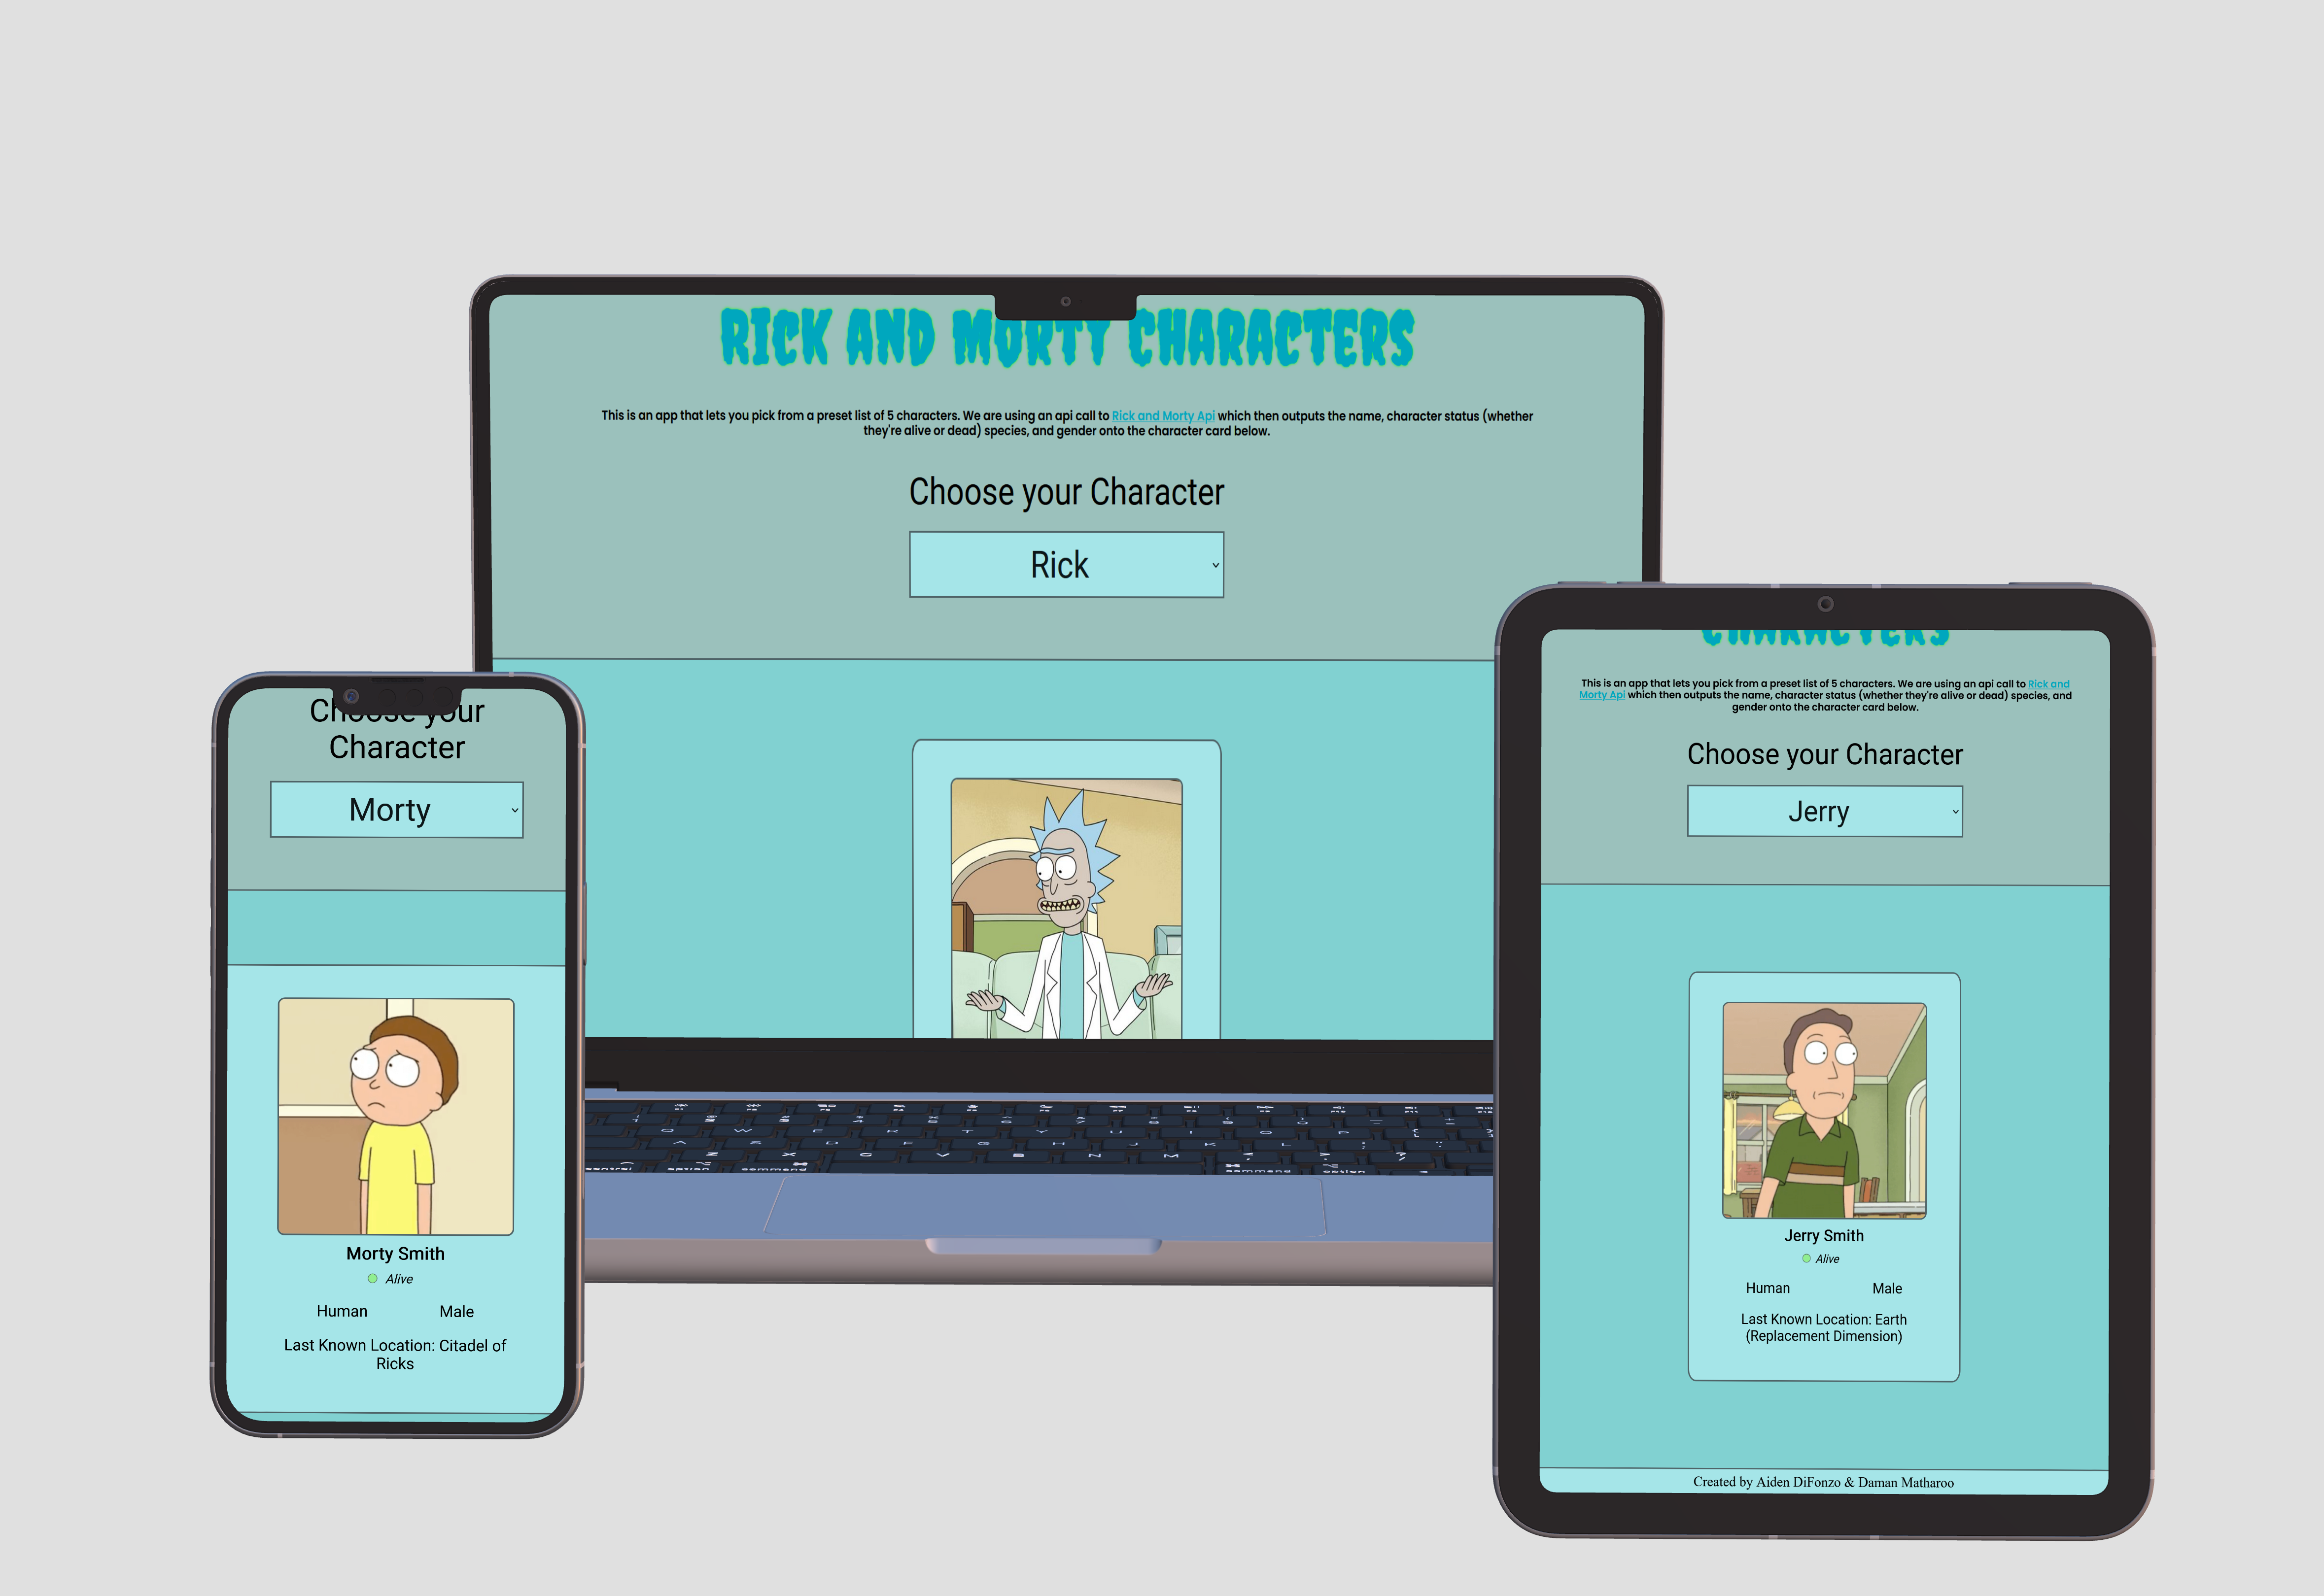 RICK AND MORTY CHARACTERS
This is an app that lets you pick from a preset list of 5 characters. We are using an api call to Rick and Morty Api which then outputs the name, character status (whether
they're alive or dead) species, and gender onto the character card below.
Choose your Character
Rick
control option command
command option
Choose your
Character
Morty
Morty Smith
Alive
Human Male
Last Known Location: Citadel of
Ricks
CHARACTERS
This is an app that lets you pick from a preset list of 5 characters. We are using an api call to Rick and
Morty Api which then outputs the name, character status (whether they're alive or dead) species, and
gender onto the character card below.
Choose your Character
Jerry
Jerry Smith
Alive
Human Male
Last Known Location: Earth
(Replacement Dimension)
Created by Aiden DiFonzo & Daman Matharoo